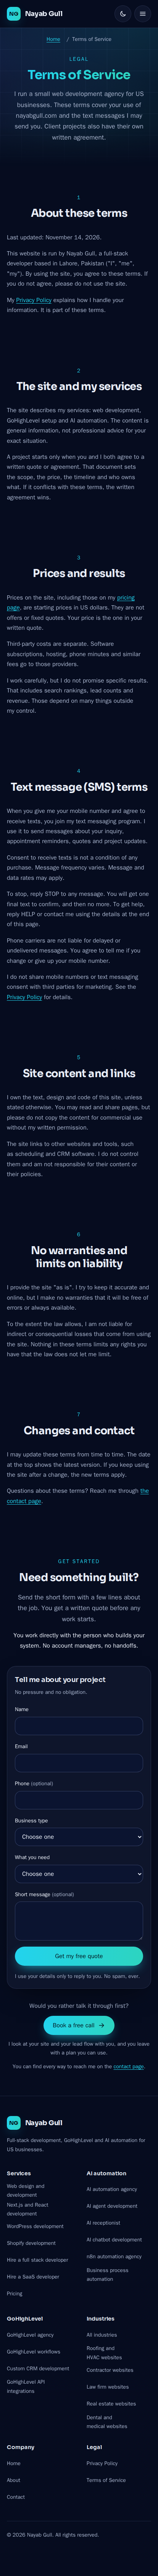 NG Nayab Gull
Home / Terms of Service
LEGAL
Terms of Service
I run a small web development agency for US
businesses. These terms cover your use of
nayabgull.com and the text messages I may
send you. Client projects also have their own
written agreement.
1
About these terms
Last updated: November 14, 2026.
This website is run by Nayab Gull, a full-stack
developer based in Lahore, Pakistan ("I", "me",
"my"). By using the site, you agree to these terms. If
you do not agree, please do not use the site.
My Privacy Policy explains how I handle your
information. It is part of these terms.
2
The site and my services
The site describes my services: web development,
GoHighLevel setup and AI automation. The content is
general information, not professional advice for your
exact situation.
A project starts only when you and I both agree to a
written quote or agreement. That document sets
the scope, the price, the timeline and who owns
what. If it conflicts with these terms, the written
agreement wins.
3
Prices and results
Prices on the site, including those on my pricing
page, are starting prices in US dollars. They are not
offers or fixed quotes. Your price is the one in your
written quote.
Third-party costs are separate. Software
subscriptions, hosting, phone minutes and similar
fees go to those providers.
I work carefully, but I do not promise specific results.
That includes search rankings, lead counts and
revenue. Those depend on many things outside
my control.
4
Text message (SMS) terms
When you give me your mobile number and agree to
receive texts, you join my text messaging program. I
use it to send messages about your inquiry,
appointment reminders, quotes and project updates.
Consent to receive texts is not a condition of any
purchase. Message frequency varies. Message and
data rates may apply.
To stop, reply STOP to any message. You will get one
final text to confirm, and then no more. To get help,
reply HELP or contact me using the details at the end
of this page.
Phone carriers are not liable for delayed or
undelivered messages. You agree to tell me if you
change or give up your mobile number.
I do not share mobile numbers or text messaging
consent with third parties for marketing. See the
Privacy Policy for details.
5
Site content and links
I own the text, design and code of this site, unless
stated otherwise. You may read and share pages, but
please do not copy the content for commercial use
without my written permission.
The site links to other websites and tools, such
as scheduling and CRM software. I do not control
them and am not responsible for their content or
their policies.
6
No warranties and
limits on liability
I provide the site "as is". I try to keep it accurate and
online, but I make no warranties that it will be free of
errors or always available.
To the extent the law allows, I am not liable for
indirect or consequential losses that come from using
the site. Nothing in these terms limits any rights you
have that the law does not let me limit.
7
Changes and contact
I may update these terms from time to time. The date
at the top shows the latest version. If you keep using
the site after a change, the new terms apply.
Questions about these terms? Reach me through the
contact page.
GET STARTED
Need something built?
Send the short form with a few lines about
the job. You get a written quote before any
work starts.
You work directly with the person who builds your
system. No account managers, no handoffs.
Tell me about your project
No pressure and no obligation.
Name
Email
Phone (optional)
Business type
Choose one
What you need
Choose one
Short message (optional)
Get my free quote
I use your details only to reply to you. No spam, ever.
Would you rather talk it through first?
Book a free call →
I look at your site and your lead flow with you, and you leave
with a plan you can use.
You can find every way to reach me on the contact page.
NG Nayab Gull
Full-stack development, GoHighLevel and AI automation for
US businesses.
Services
Web design and
development
Next.js and React
development
WordPress development
Shopify development
Hire a full stack developer
Hire a SaaS developer
Pricing
AI automation
AI automation agency
AI agent development
AI receptionist
AI chatbot development
n8n automation agency
Business process
automation
GoHighLevel
GoHighLevel agency
GoHighLevel workflows
Custom CRM development
GoHighLevel API
integrations
Industries
All industries
Roofing and
HVAC websites
Contractor websites
Law firm websites
Real estate websites
Dental and
medical websites
Company
Home
About
Contact
Legal
Privacy Policy
Terms of Service
© 2026 Nayab Gull. All rights reserved.